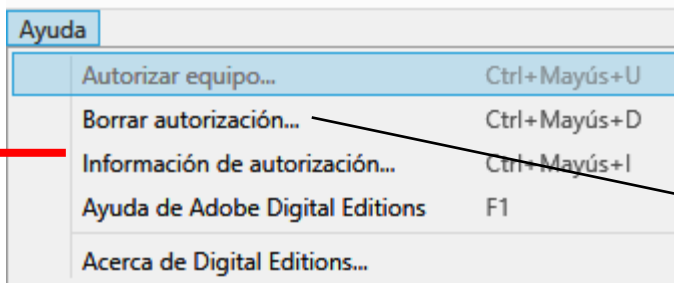 Ayuda
Autorizar equipo... Ctrl+Mayús+U
Borrar autorización... Ctrl+Mayús+D
Información de autorización... Ctrl+Mayús+I
Ayuda de Adobe Digital Editions F1
Acerca de Digital Editions...